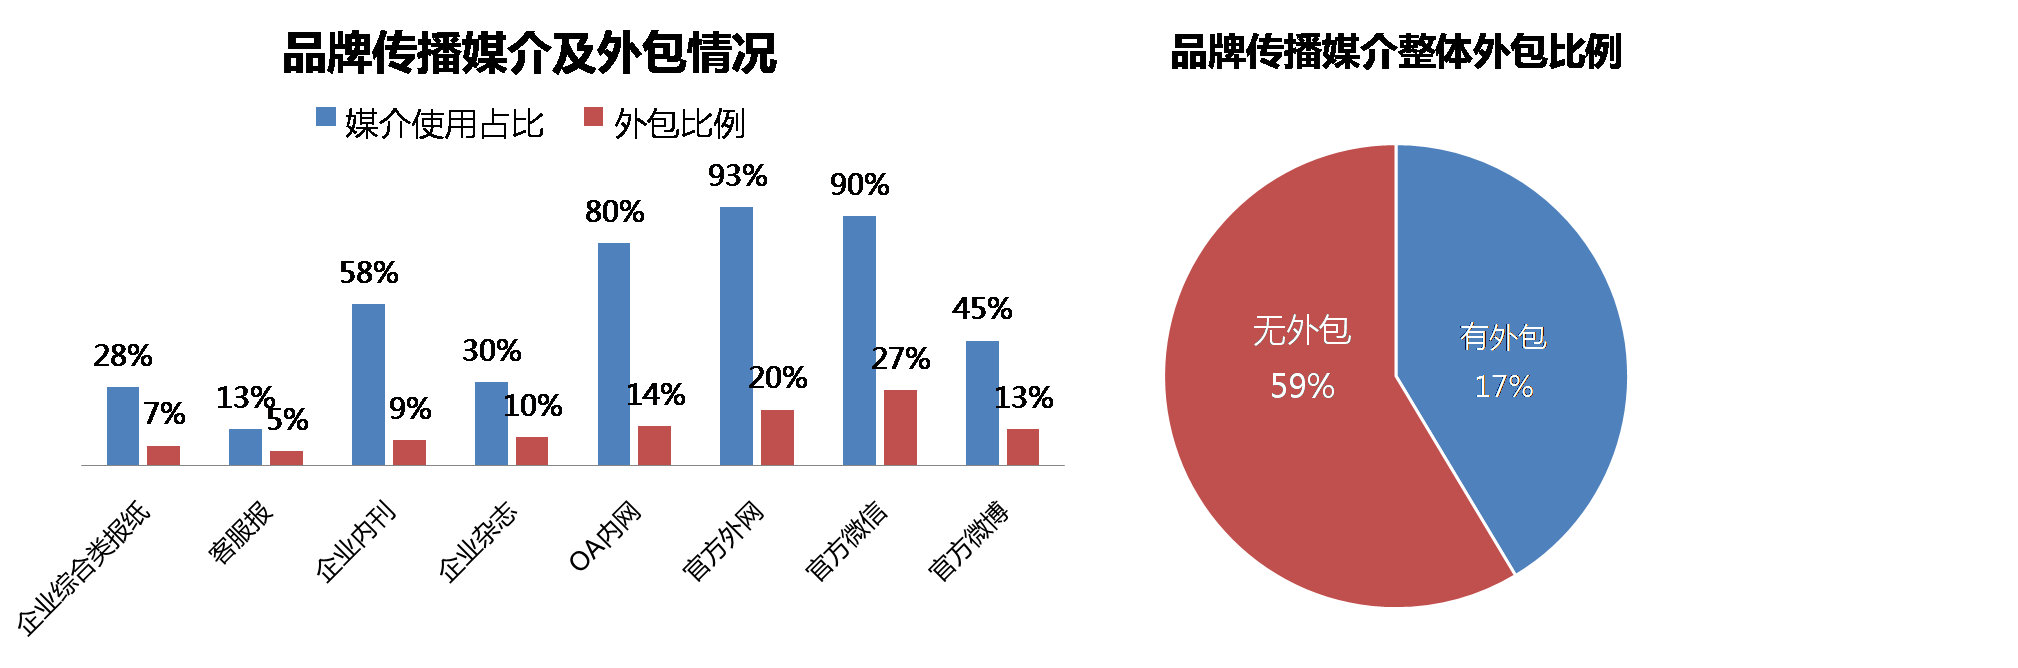 品牌传播媒介及外包情况
媒介使用占比 外包比例
28%
7%
13%
5%
58%
9%
30%
10%
80%
14%
93%
20%
90%
27%
45%
13%
企业综合类报纸
客服报
企业内刊
企业杂志
OA内网
官方外网
官方微信
官方微博
品牌传播媒介整体外包比例
无外包
59%
有外包
17%